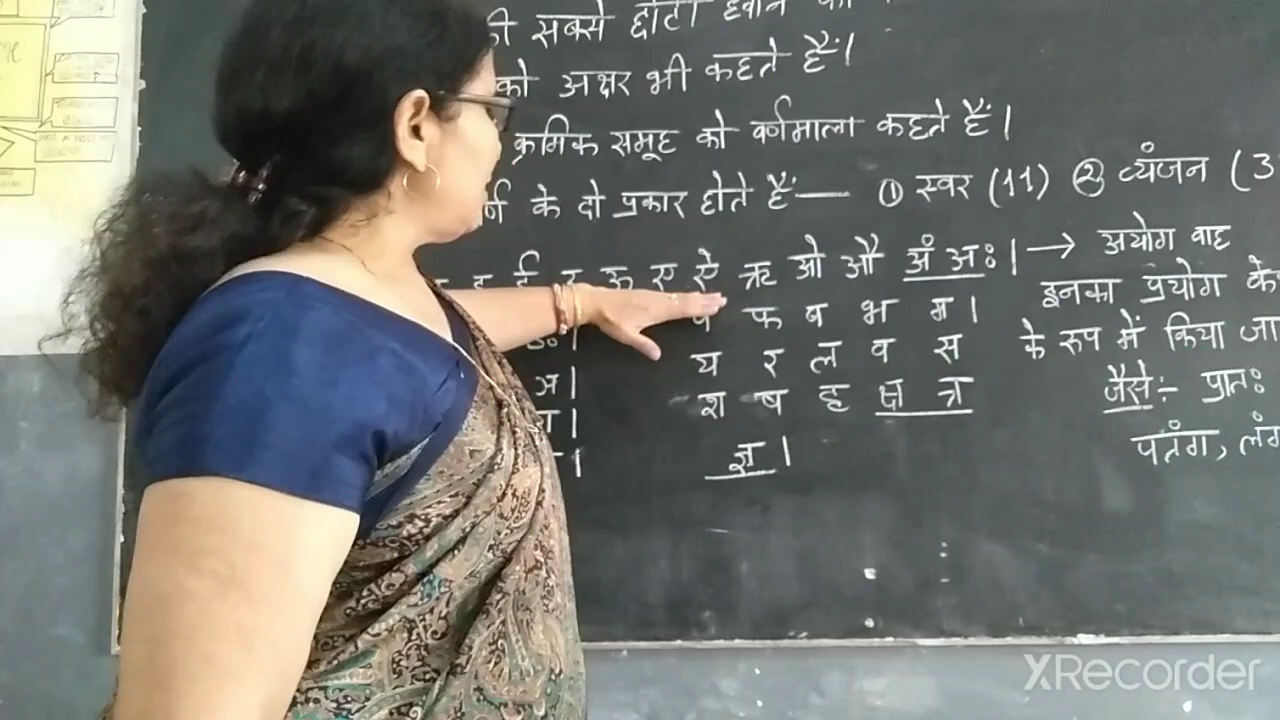 की सबसे छोटी ध्वनि
को अक्षर भी कहते हैं।
क्रमिक समूह को वर्णमाला कहते हैं।
वर्ण के दो प्रकार होते हैं— ① स्वर (11) ② व्यंजन (3
इ ई उ ऊ ए ऐ ऋ ओ औ अं अः। → अयोग वाह
प फ ब भ म। इनका प्रयोग के
य र ल व स के रूप में किया जा
ञ। श ष ह क्ष त्र जैसे:- प्रातः
ज्ञ। पतंग,
XRecorder